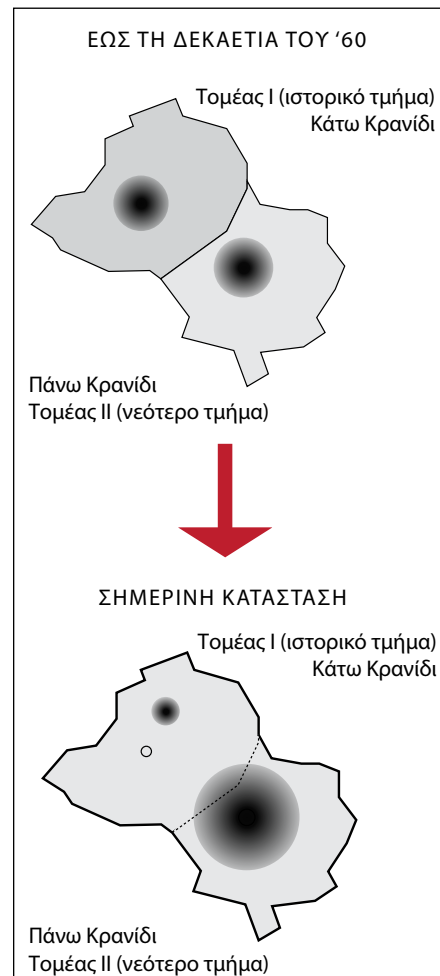 ΕΩΣ ΤΗ ΔΕΚΑΕΤΙΑ ΤΟΥ ‘60
Τομέας Ι (ιστορικό τμήμα)
Κάτω Κρανίδι
Πάνω Κρανίδι
Τομέας ΙΙ (νεότερο τμήμα)
ΣΗΜΕΡΙΝΗ ΚΑΤΑΣΤΑΣΗ
Τομέας Ι (ιστορικό τμήμα)
Κάτω Κρανίδι
Πάνω Κρανίδι
Τομέας ΙΙ (νεότερο τμήμα)